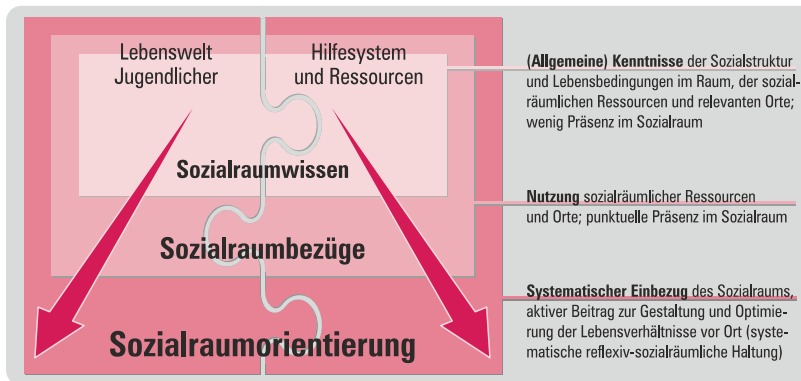 Lebenswelt
Jugendlicher
Hilfesystem
und Ressourcen
Sozialraumwissen
Sozialraumbezüge
Sozialraumorientierung
(Allgemeine) Kenntnisse der Sozialstruktur
und Lebensbedingungen im Raum, der sozial-
räumlichen Ressourcen und relevanten Orte;
wenig Präsenz im Sozialraum
Nutzung sozialräumlicher Ressourcen
und Orte; punktuelle Präsenz im Sozialraum
Systematischer Einbezug des Sozialraums,
aktiver Beitrag zur Gestaltung und Optimie-
rung der Lebensverhältnisse vor Ort (syste-
matische reflexiv-sozialräumliche Haltung)